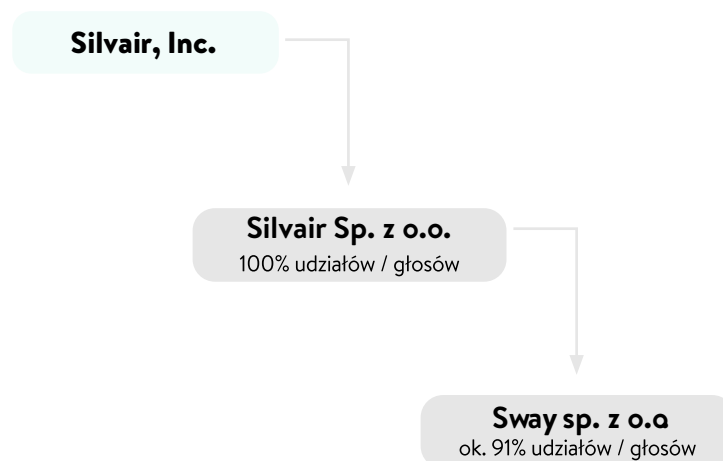 Silvair, Inc.
Silvair Sp. z o.o.
100% udziałów / głosów
Sway sp. z o.o
ok. 91% udziałów / głosów